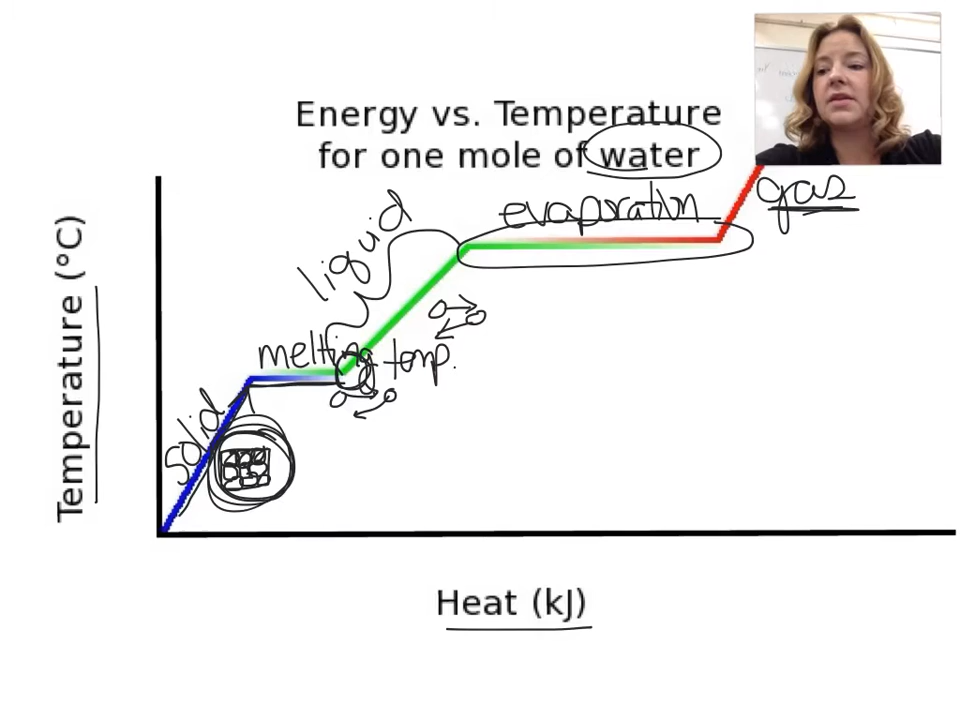 Energy vs. Temperature
for one mole of water
gas
evaporation
liquid
melting temp.
solid
Temperature (°C)
Heat (kJ)